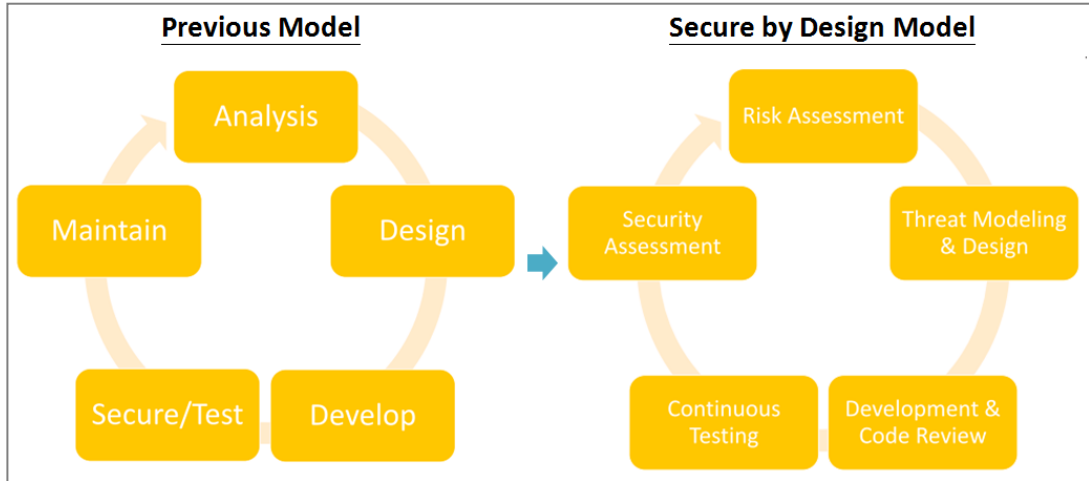 Previous Model
Analysis
Design
Develop
Secure/Test
Maintain
Secure by Design Model
Risk Assessment
Threat Modeling
& Design
Development &
Code Review
Continuous
Testing
Security
Assessment